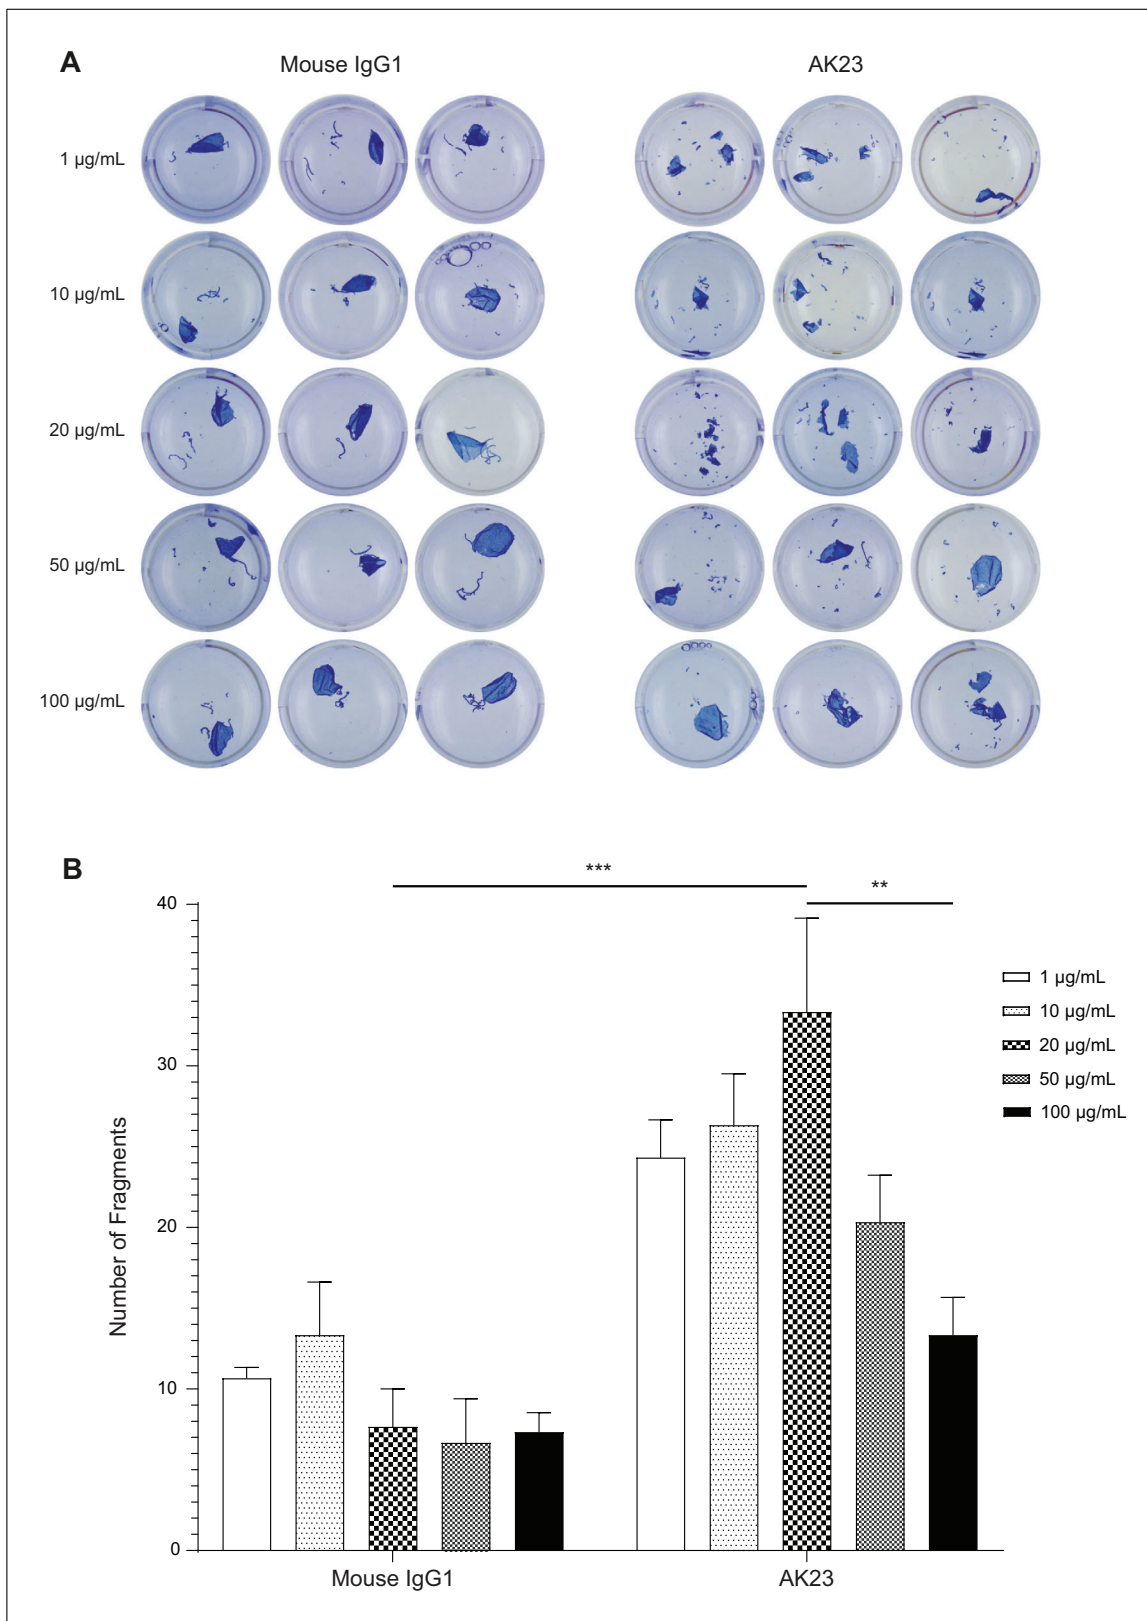 A
Mouse IgG1 AK23
1 µg/mL
10 µg/mL
20 µg/mL
50 µg/mL
100 µg/mL
B
***
**
40
30
20
10
0
Number of Fragments
1 µg/mL
10 µg/mL
20 µg/mL
50 µg/mL
100 µg/mL
Mouse IgG1 AK23